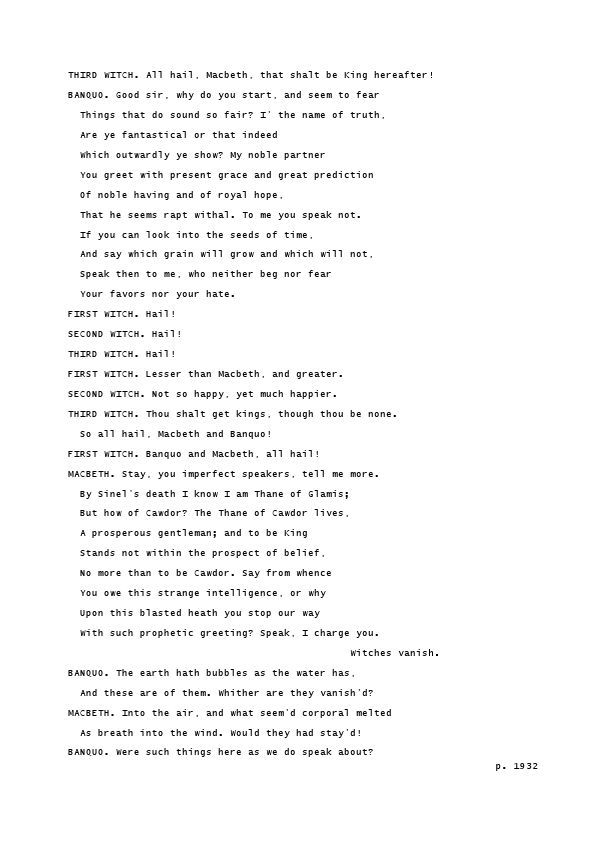 THIRD WITCH. All hail, Macbeth, that shalt be King hereafter!
BANQUO. Good sir, why do you start, and seem to fear
Things that do sound so fair? I' the name of truth,
Are ye fantastical or that indeed
Which outwardly ye show? My noble partner
You greet with present grace and great prediction
Of noble having and of royal hope,
That he seems rapt withal. To me you speak not.
If you can look into the seeds of time,
And say which grain will grow and which will not,
Speak then to me, who neither beg nor fear
Your favors nor your hate.
FIRST WITCH. Hail!
SECOND WITCH. Hail!
THIRD WITCH. Hail!
FIRST WITCH. Lesser than Macbeth, and greater.
SECOND WITCH. Not so happy, yet much happier.
THIRD WITCH. Thou shalt get kings, though thou be none.
So all hail, Macbeth and Banquo!
FIRST WITCH. Banquo and Macbeth, all hail!
MACBETH. Stay, you imperfect speakers, tell me more.
By Sinel's death I know I am Thane of Glamis;
But how of Cawdor? The Thane of Cawdor lives,
A prosperous gentleman; and to be King
Stands not within the prospect of belief,
No more than to be Cawdor. Say from whence
You owe this strange intelligence, or why
Upon this blasted heath you stop our way
With such prophetic greeting? Speak, I charge you.
Witches vanish.
BANQUO. The earth hath bubbles as the water has,
And these are of them. Whither are they vanish'd?
MACBETH. Into the air, and what seem'd corporal melted
As breath into the wind. Would they had stay'd!
BANQUO. Were such things here as we do speak about?
p. 1932